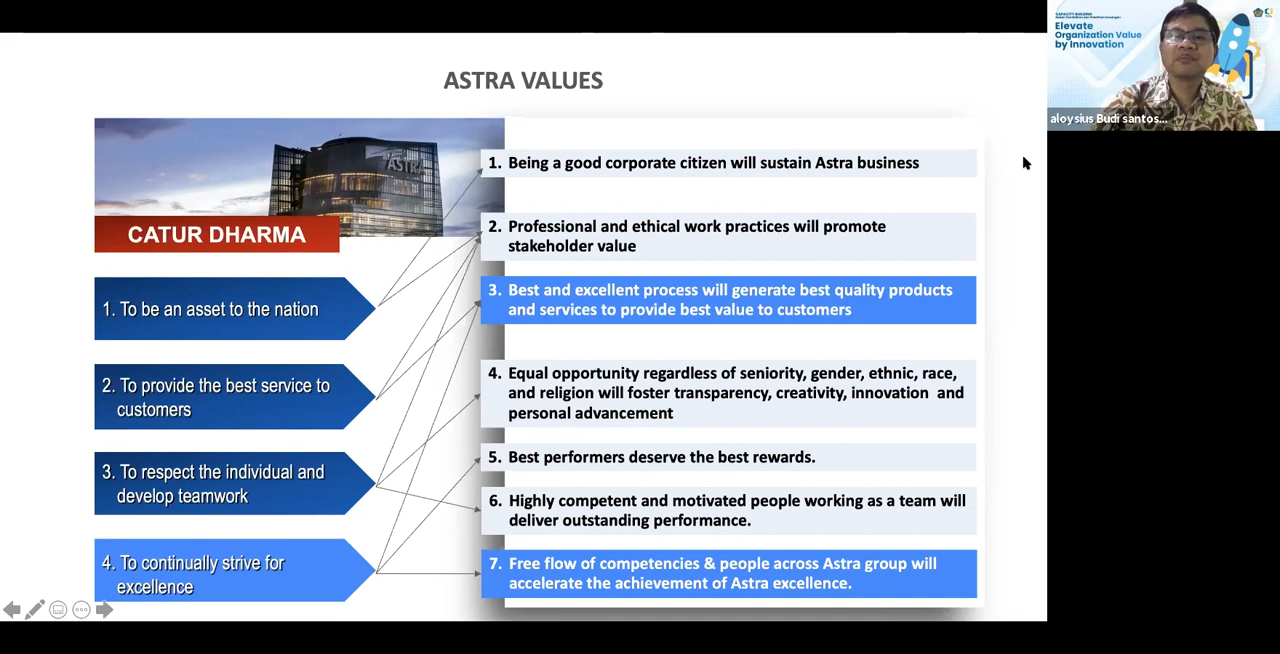 ASTRA VALUES
ASTRA
CATUR DHARMA
1. To be an asset to the nation
2. To provide the best service to
customers
3. To respect the individual and
develop teamwork
4. To continually strive for
excellence
1. Being a good corporate citizen will sustain Astra business
2. Professional and ethical work practices will promote
stakeholder value
3. Best and excellent process will generate best quality products
and services to provide best value to customers
4. Equal opportunity regardless of seniority, gender, ethnic, race,
and religion will foster transparency, creativity, innovation and
personal advancement
5. Best performers deserve the best rewards.
6. Highly competent and motivated people working as a team will
deliver outstanding performance.
7. Free flow of competencies & people across Astra group will
accelerate the achievement of Astra excellence.
CAPACITY BUILDING
Elevate
Organization Value
by Innovation
aloysius Budi santos...